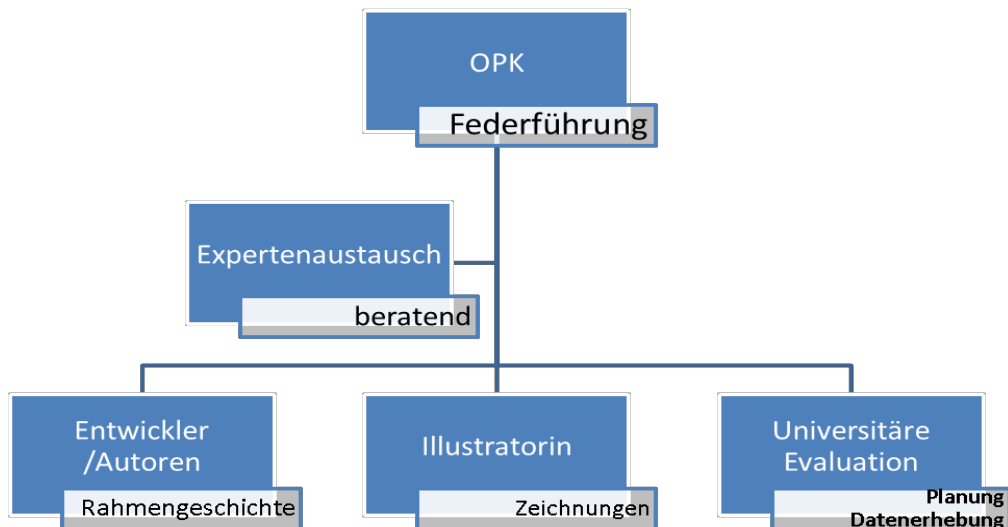 OPK
Federführung
Expertenaustausch
beratend
Entwickler
/Autoren
Rahmengeschichte
Illustratorin
Zeichnungen
Universitäre
Evaluation
Planung
Datenerhebung